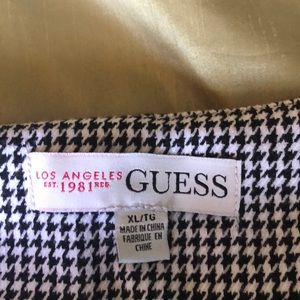 LOS ANGELES
EST. 1981 REG. GUESS
XL/TG
MADE IN CHINA
FABRIQUE EN
CHINE